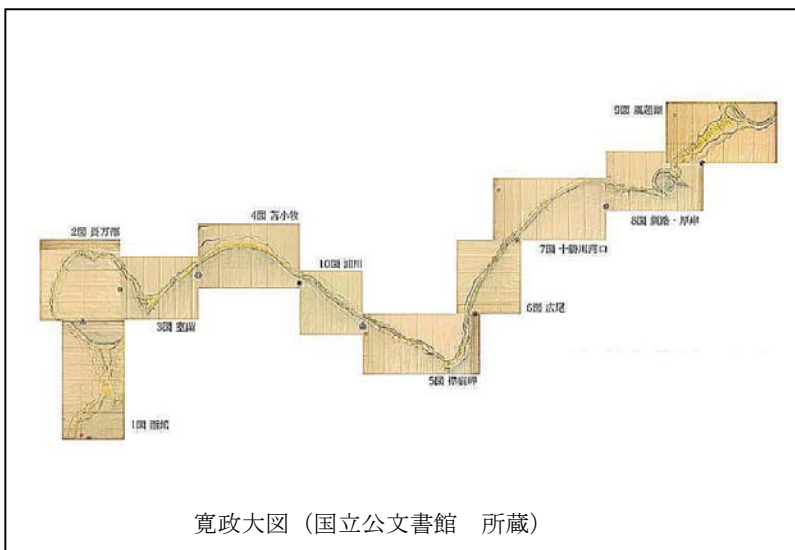 9図 風蓮湖
8図 釧路・厚岸
7図 十勝川河口
6図 広尾
4図 苫小牧
2図 長万部
10図 浦川
3図 室蘭
5図 襟裳岬
1図 函館
寛政大図（国立公文書館　所蔵）